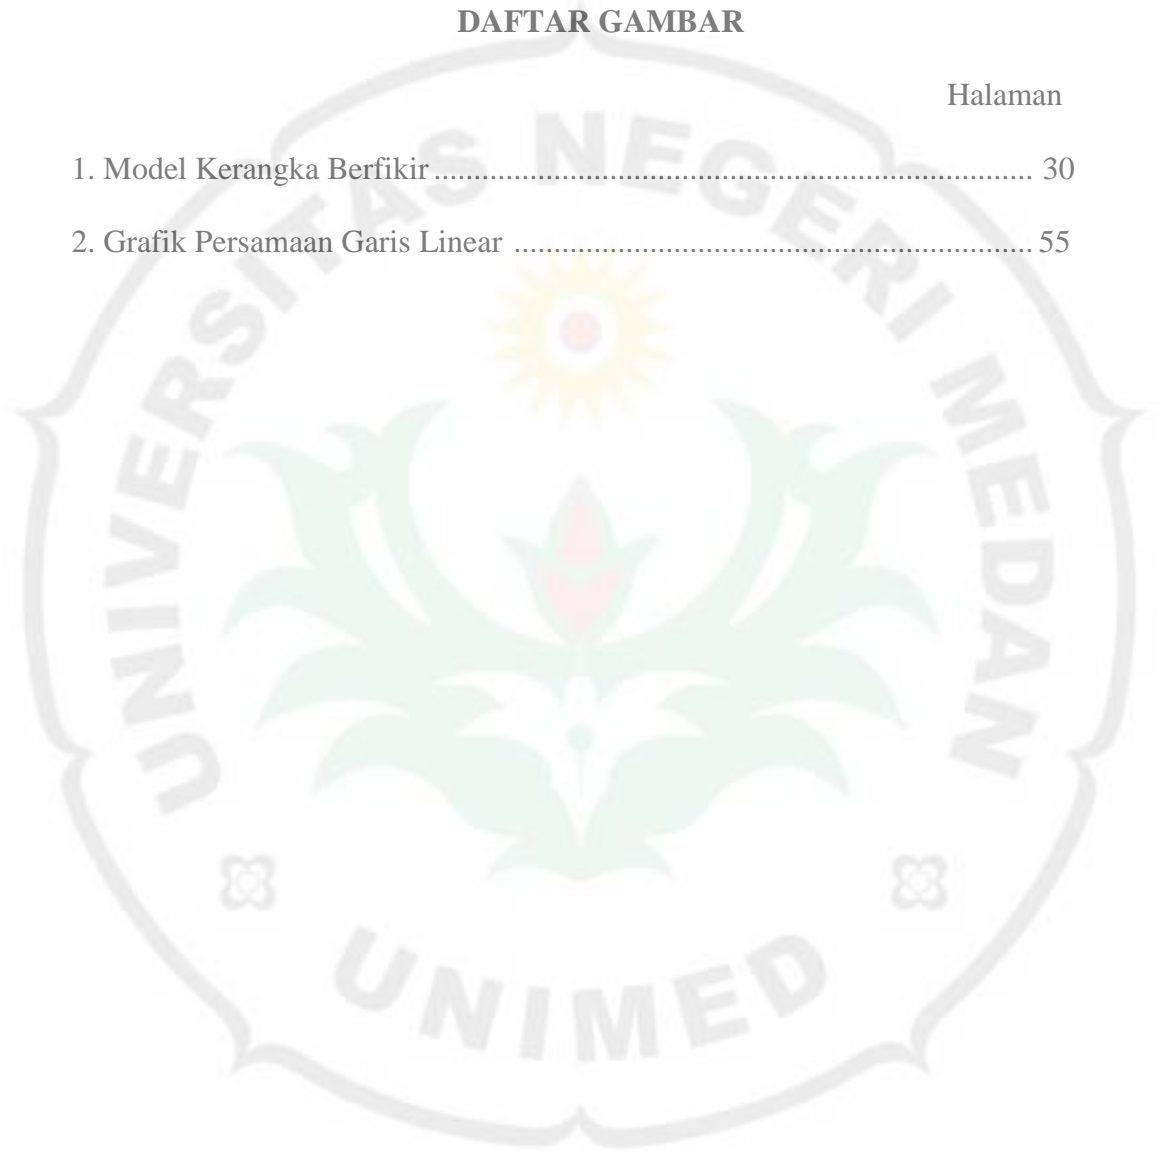 DAFTAR GAMBAR
Halaman
1. Model Kerangka Berfikir ........................................................................... 30
2. Grafik Persamaan Garis Linear ................................................................. 55
UNIVERSITAS NEGERI MEDAN
UNIMED